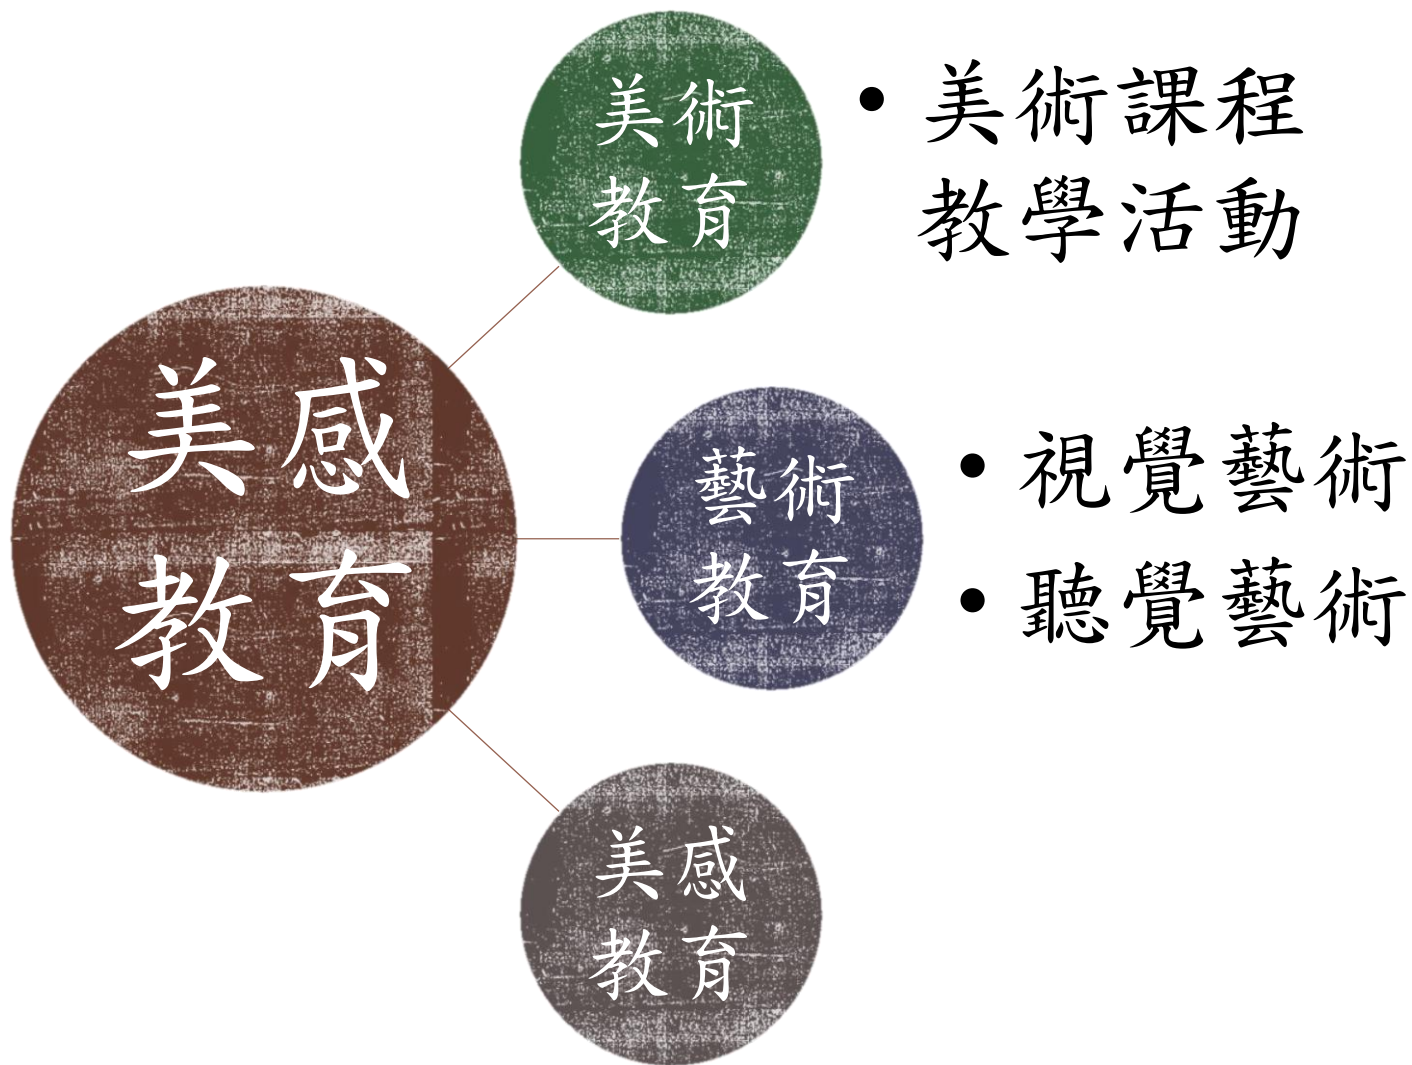 美感
教育
美術
教育
• 美術課程
教學活動
藝術
教育
• 視覺藝術
• 聽覺藝術
美感
教育